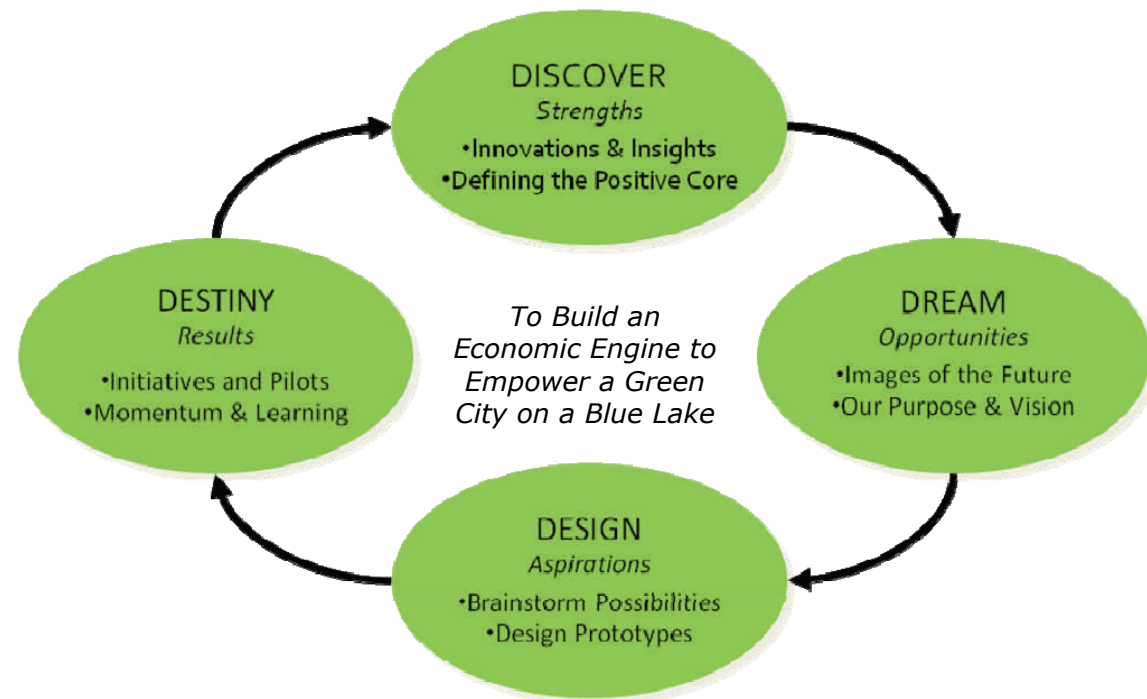 DISCOVER
Strengths
•Innovations & Insights
•Defining the Positive Core
DREAM
Opportunities
•Images of the Future
•Our Purpose & Vision
DESIGN
Aspirations
•Brainstorm Possibilities
•Design Prototypes
DESTINY
Results
•Initiatives and Pilots
•Momentum & Learning
To Build an
Economic Engine to
Empower a Green
City on a Blue Lake